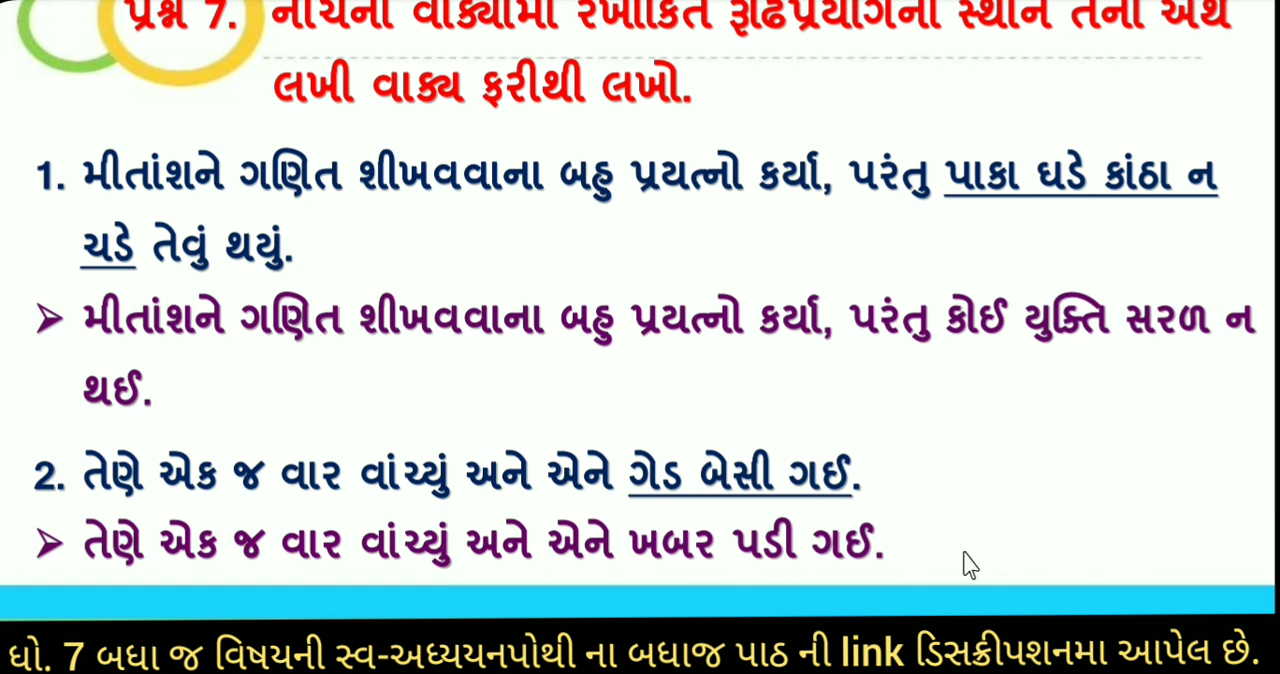 પ્રશ્ન 7. નીચેના વાક્યોમાં રેખાંકિત રૂઢિપ્રયોગને સ્થાને તેનો અર્થ
લખી વાક્ય ફરીથી લખો.
1. મીતાંશને ગણિત શીખવવાના બહુ પ્રયત્નો કર્યા, પરંતુ પાકા ઘડે કાંઠા ન
ચડે તેવું થયું.
➢ મીતાંશને ગણિત શીખવવાના બહુ પ્રયત્નો કર્યા, પરંતુ કોઈ યુક્તિ સરળ ન
થઈ.
2. તેણે એક જ વાર વાંચ્યું અને એને ગેડ બેસી ગઈ.
➢ તેણે એક જ વાર વાંચ્યું અને એને ખબર પડી ગઈ.
ધો. 7 બધા જ વિષયની સ્વ-અધ્યયનપોથી ના બધાજ પાઠ ની link ડિસક્રીપશનમા આપેલ છે.